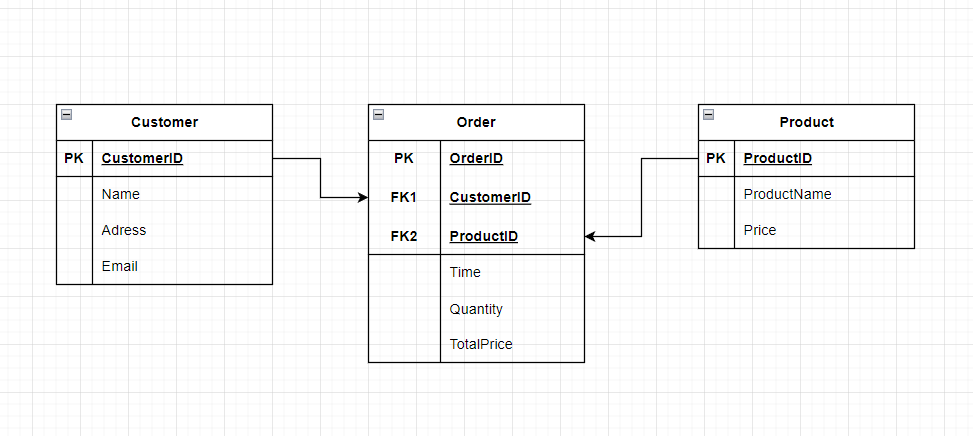 Customer
PK CustomerID
Name
Adress
Email
Order
PK OrderID
FK1 CustomerID
FK2 ProductID
Time
Quantity
TotalPrice
Product
PK ProductID
ProductName
Price